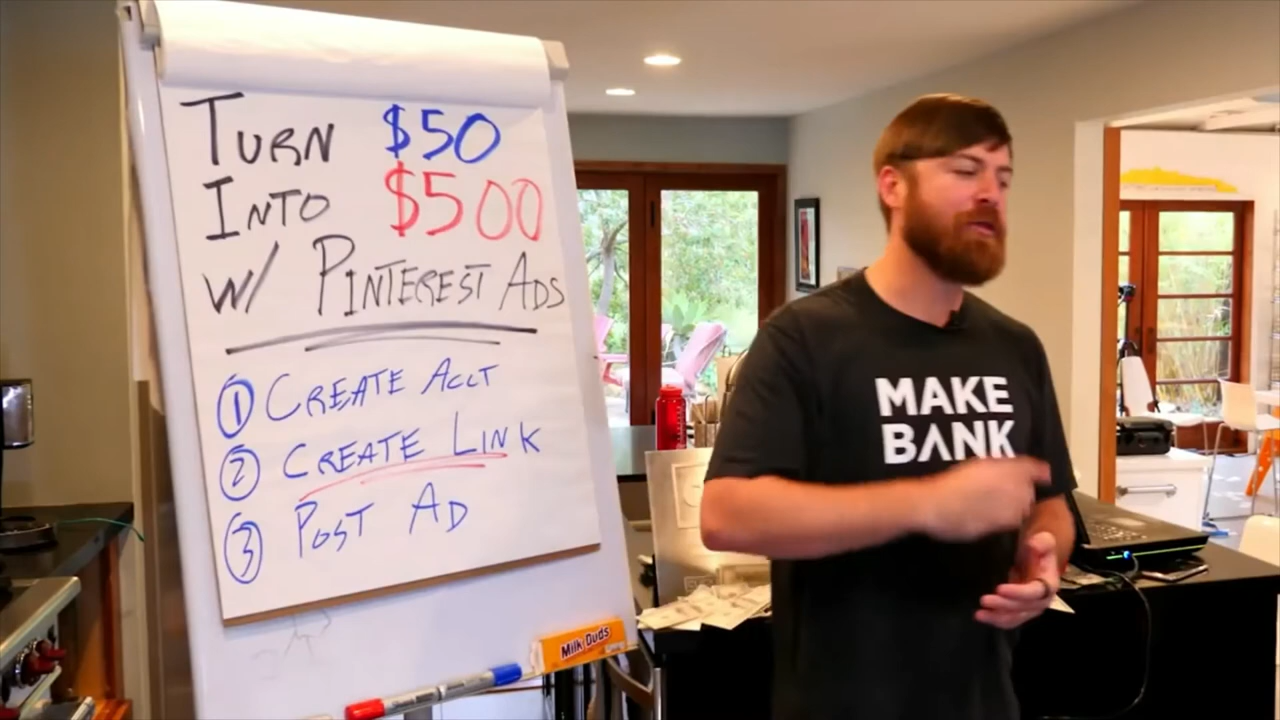 TURN $50
INTO $500
W/ PINTEREST ADS
1 CREATE ACCT
2 CREATE LINK
3 POST AD
MAKE
BANK
Milk Duds